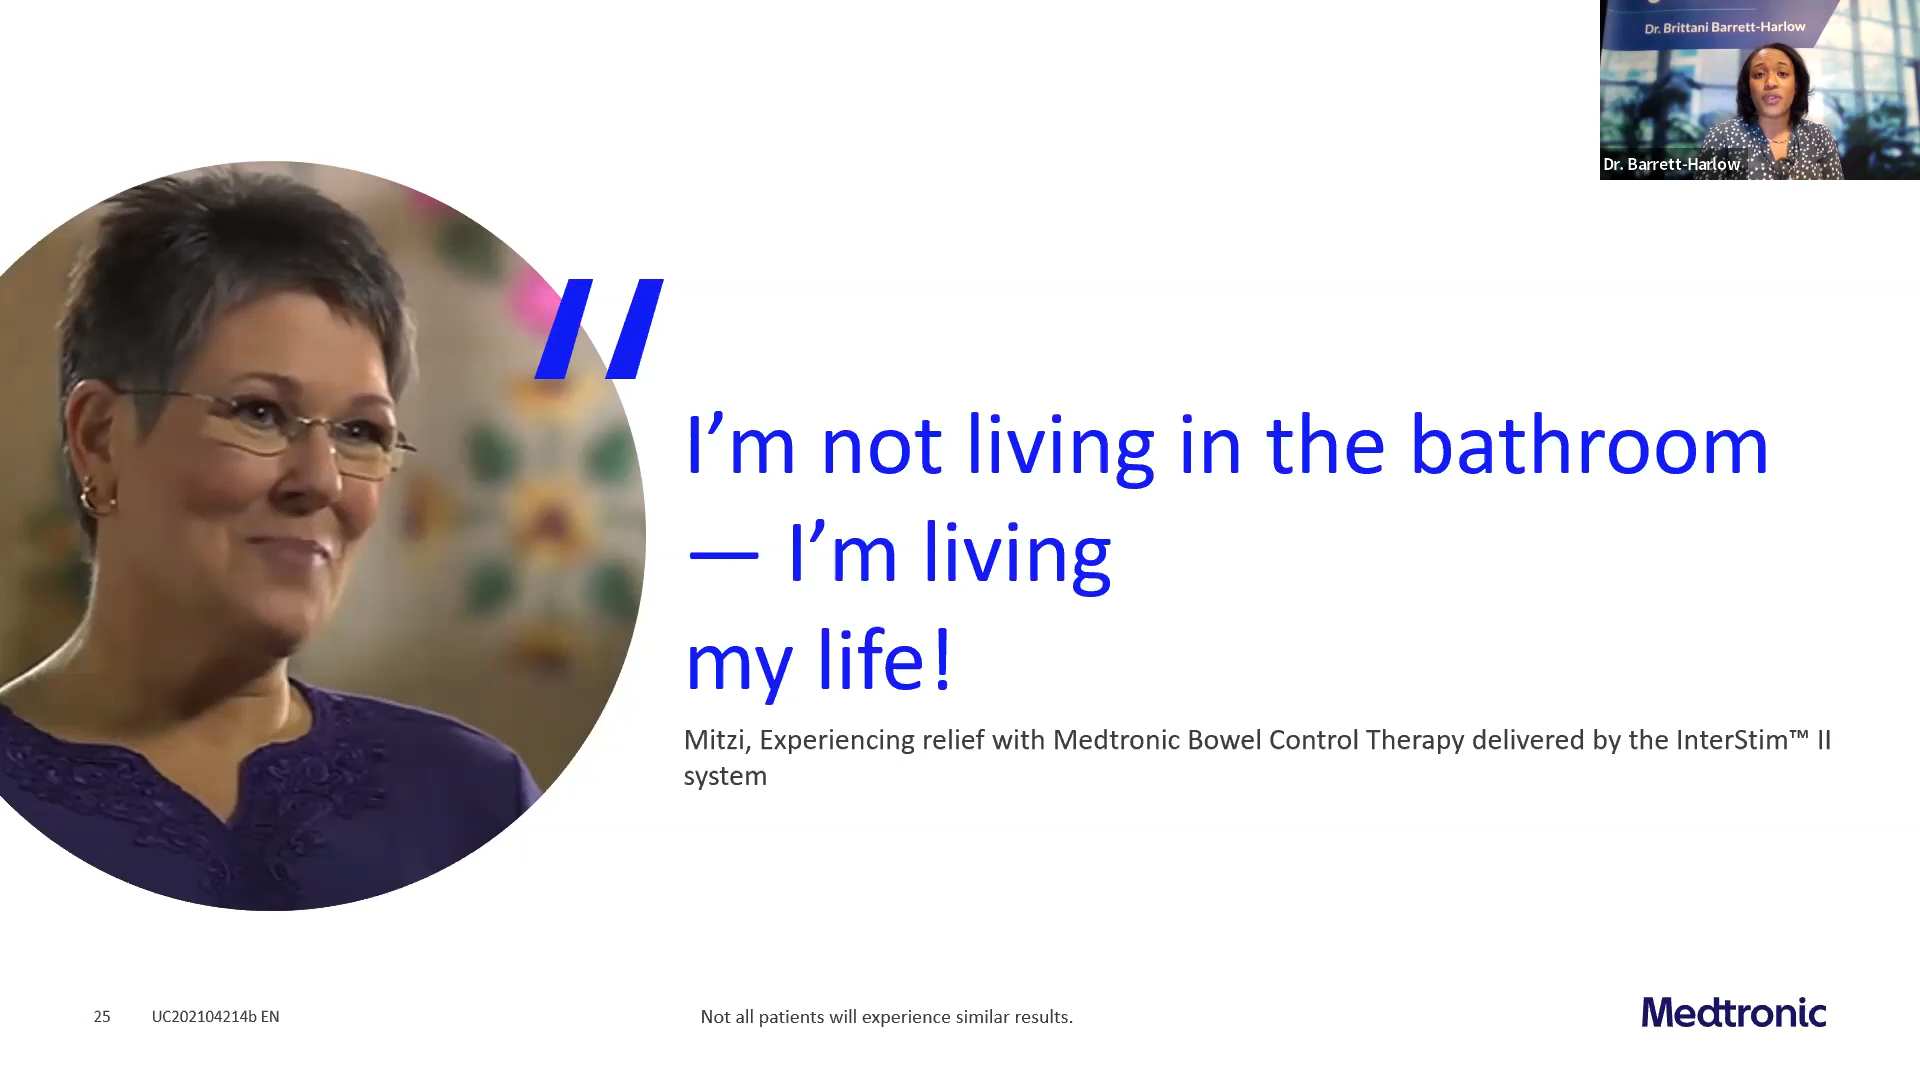 Dr. Brittani Barrett-Harlow
Dr. Barrett-Harlow
I’m not living in the bathroom
— I’m living
my life!
Mitzi, Experiencing relief with Medtronic Bowel Control Therapy delivered by the InterStim™ II
system
25 UC202104214b EN
Not all patients will experience similar results.
Medtronic